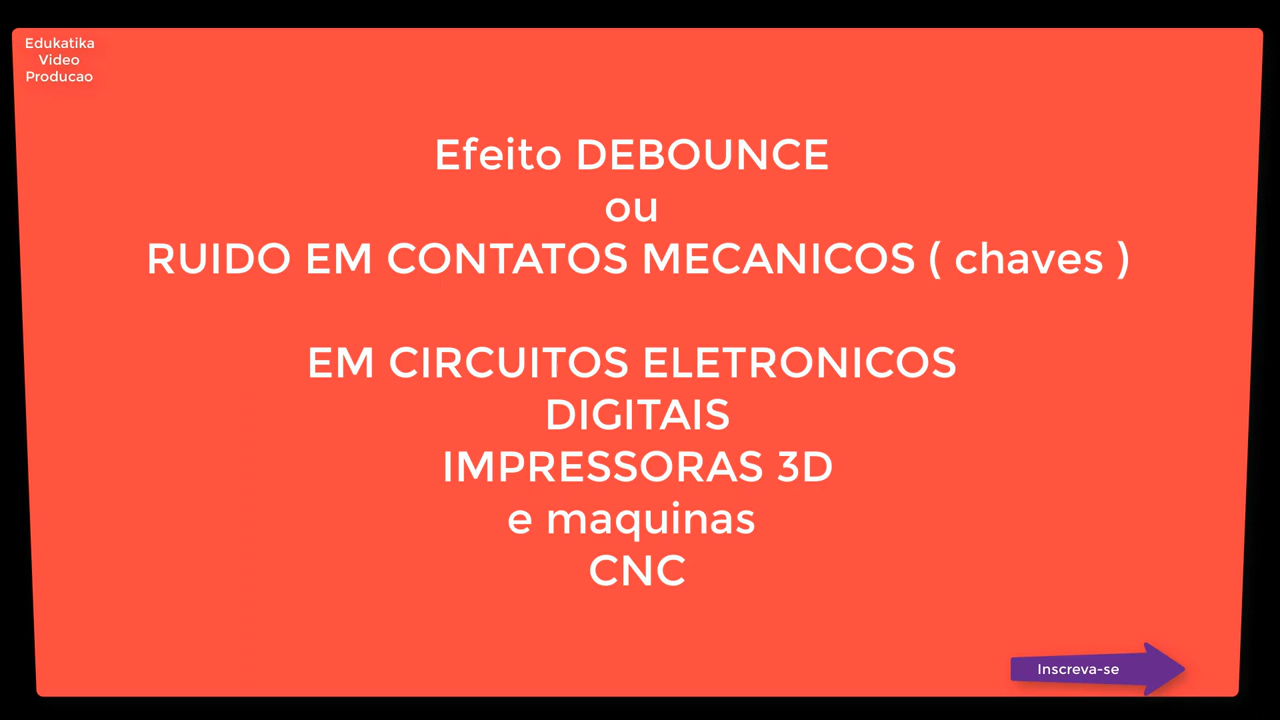 Edukatika
Video
Producao
Efeito DEBOUNCE
ou
RUIDO EM CONTATOS MECANICOS ( chaves )
EM CIRCUITOS ELETRONICOS
DIGITAIS
IMPRESSORAS 3D
e maquinas
CNC
Inscreva-se